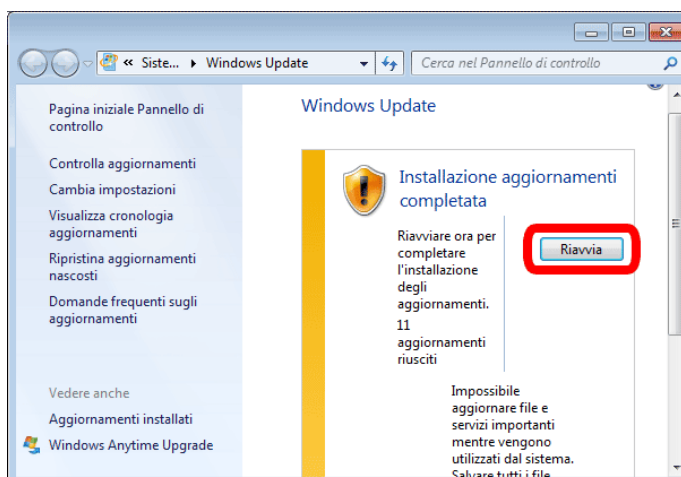 « Siste... ▸ Windows Update
Cerca nel Pannello di controllo
Pagina iniziale Pannello di
controllo
Controlla aggiornamenti
Cambia impostazioni
Visualizza cronologia
aggiornamenti
Ripristina aggiornamenti
nascosti
Domande frequenti sugli
aggiornamenti
Vedere anche
Aggiornamenti installati
Windows Anytime Upgrade
Windows Update
Installazione aggiornamenti
completata
Riavviare ora per
completare
l'installazione
degli
aggiornamenti.
11
aggiornamenti
riusciti
Riavvia
Impossibile
aggiornare file e
servizi importanti
mentre vengono
utilizzati dal sistema.
Salvare tutti i file